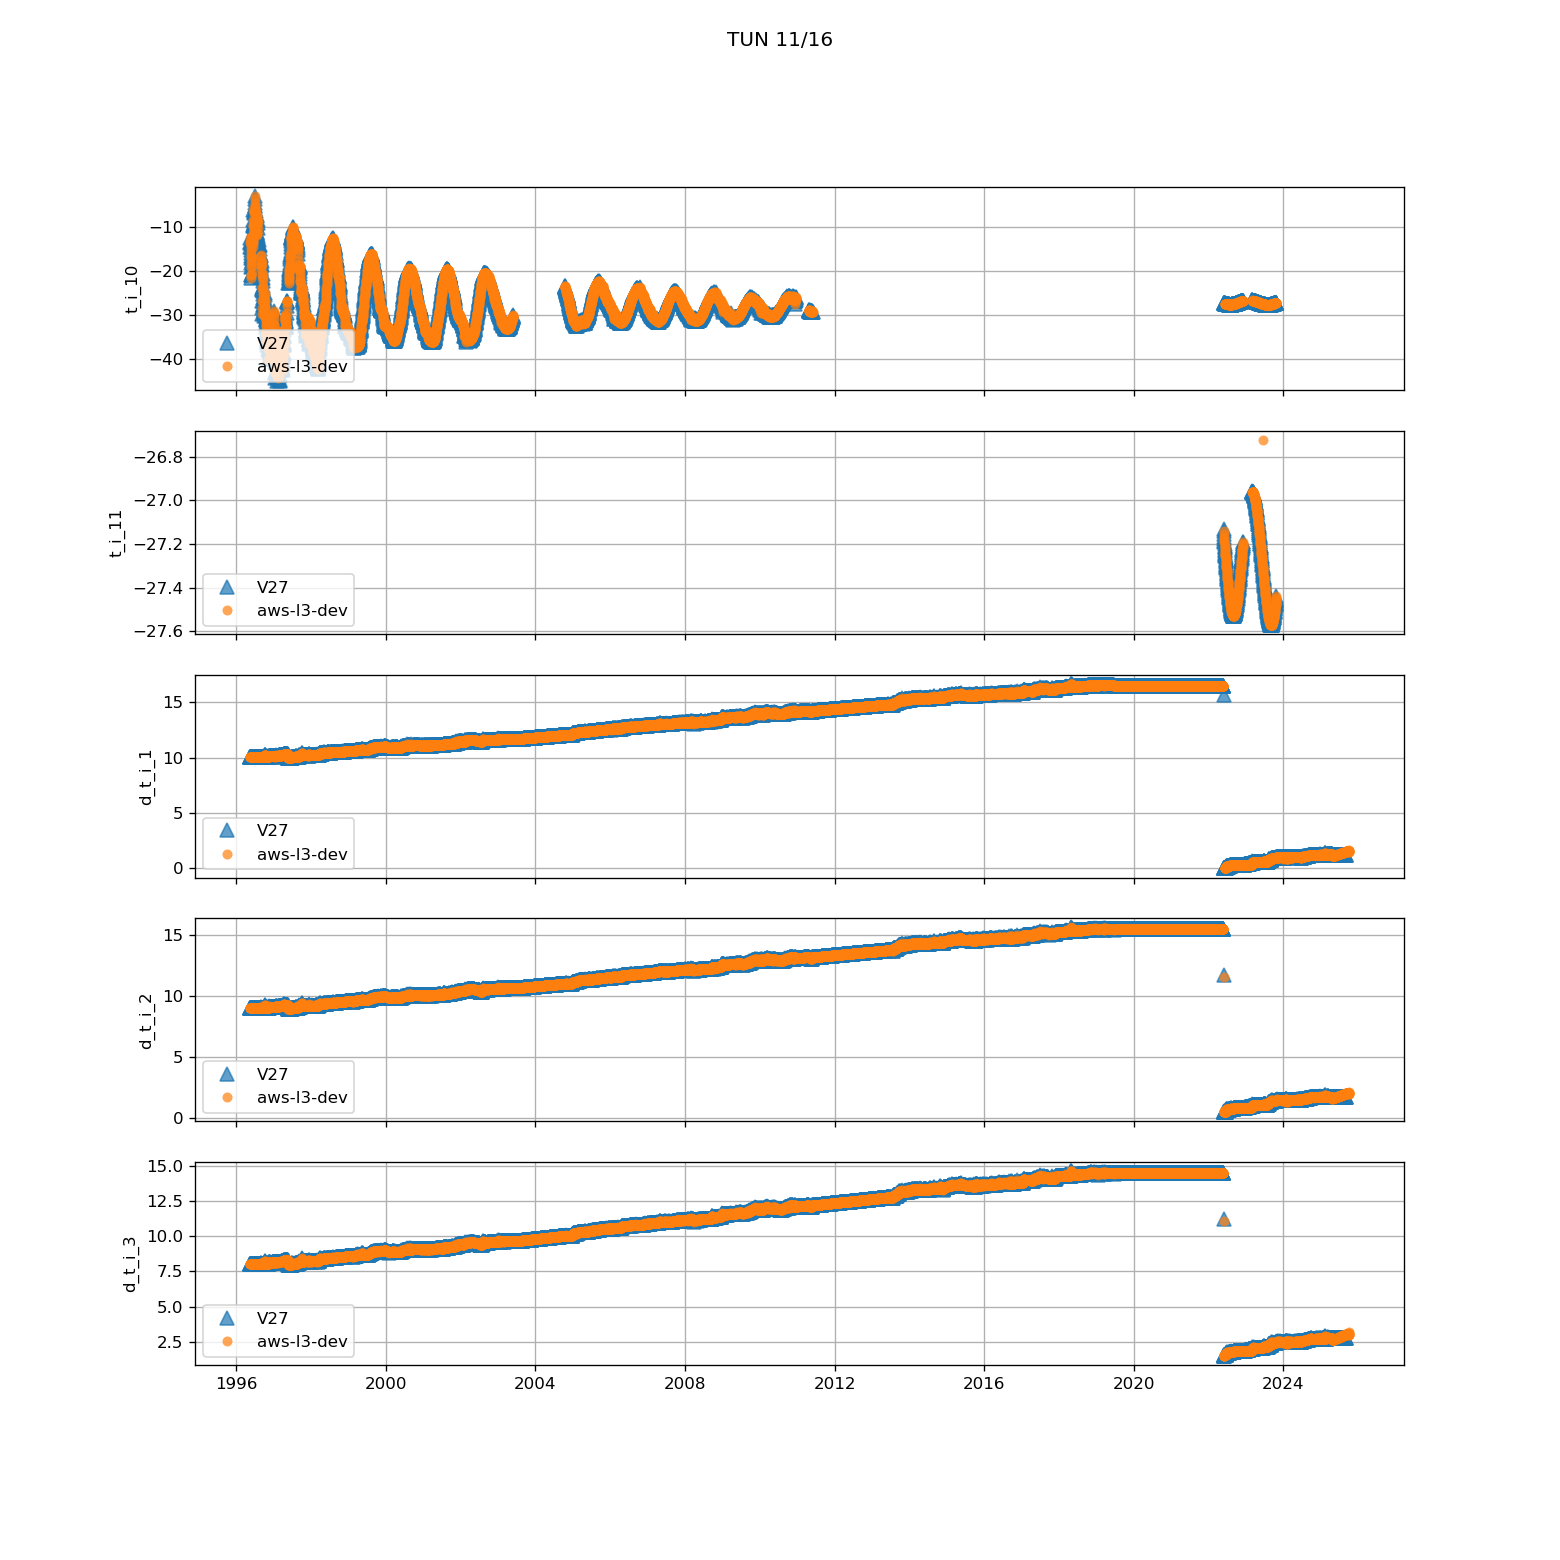 TUN 11/16
t_i_10
−10
−20
−30
−40
V27
aws-l3-dev
t_i_11
−26.8
−27.0
−27.2
−27.4
−27.6
V27
aws-l3-dev
d_t_i_1
15
10
5
0
V27
aws-l3-dev
d_t_i_2
15
10
5
0
V27
aws-l3-dev
d_t_i_3
15.0
12.5
10.0
7.5
5.0
2.5
V27
aws-l3-dev
1996 2000 2004 2008 2012 2016 2020 2024